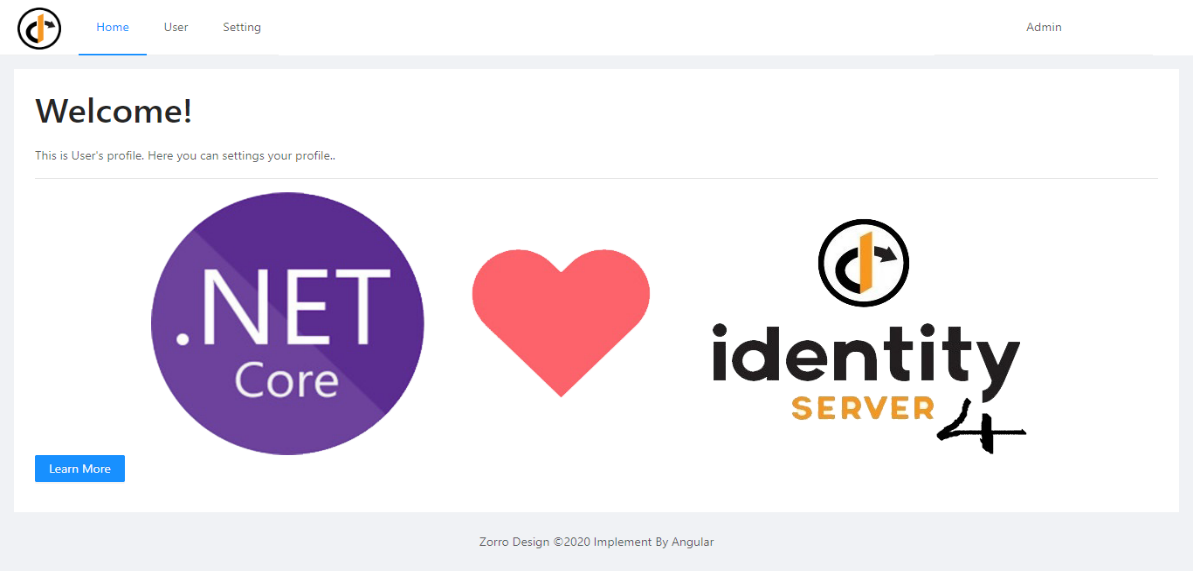 Home User Setting Admin
Welcome!
This is User's profile. Here you can settings your profile..
.NET
Core
identity
SERVER
4
Learn More
Zorro Design ©2020 Implement By Angular